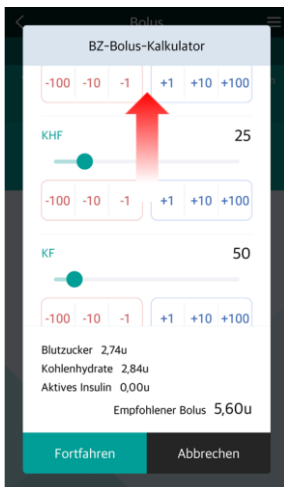 Bolus
BZ-Bolus-Kalkulator
-100 -10 -1 +1 +10 +100
KHF 25
-100 -10 -1 +1 +10 +100
KF 50
-100 -10 -1 +1 +10 +100
Blutzucker 2,74u
Kohlenhydrate 2,84u
Aktives Insulin 0,00u
Empfohlener Bolus 5,60u
Fortfahren Abbrechen